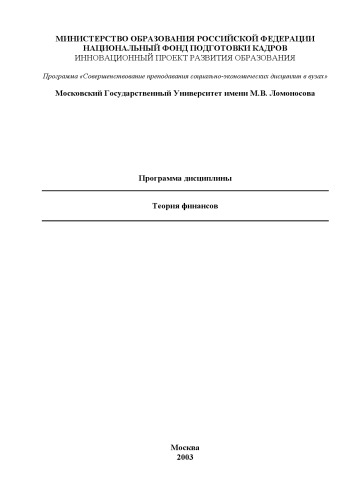 МИНИСТЕРСТВО ОБРАЗОВАНИЯ РОССИЙСКОЙ ФЕДЕРАЦИИ
НАЦИОНАЛЬНЫЙ ФОНД ПОДГОТОВКИ КАДРОВ
ИННОВАЦИОННЫЙ ПРОЕКТ РАЗВИТИЯ ОБРАЗОВАНИЯ
Программа «Совершенствование преподавания социально-экономических дисциплин в вузах»
Московский Государственный Университет имени М.В. Ломоносова
Программа дисциплины
Теория финансов
Москва
2003